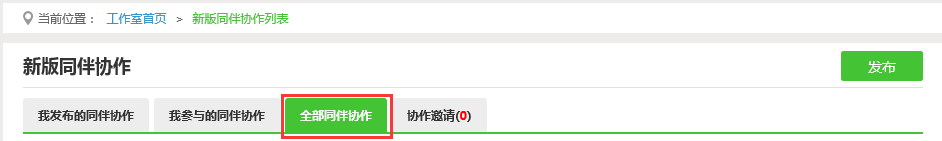 当前位置： 工作室首页 > 新版同伴协作列表
新版同伴协作 发布
我发布的同伴协作 我参与的同伴协作 全部同伴协作 协作邀请(0)